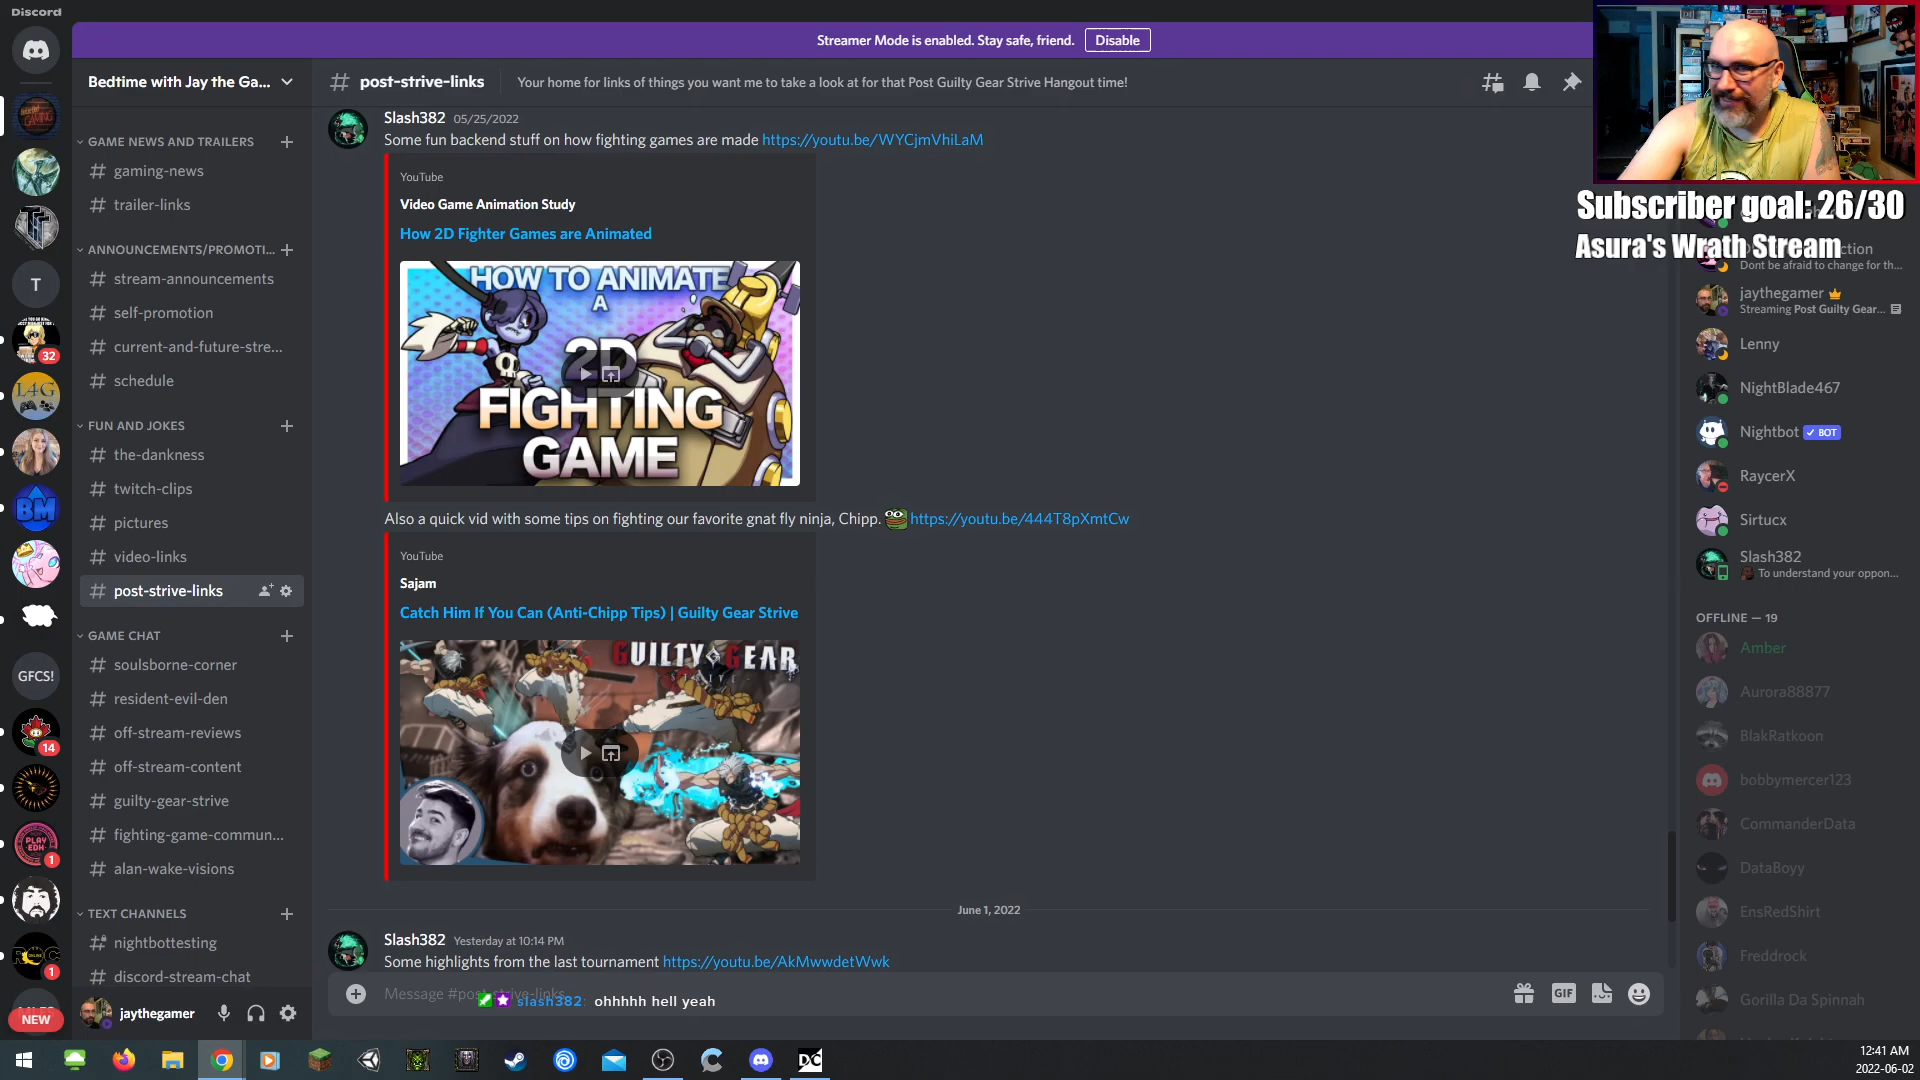 Discord
Streamer Mode is enabled. Stay safe, friend.
Disable
Bedtime with Jay the Ga...
post-strive-links
Your home for links of things you want me to take a look at for that Post Guilty Gear Strive Hangout time!
GAME NEWS AND TRAILERS
gaming-news
trailer-links
ANNOUNCEMENTS/PROMOTI...
stream-announcements
self-promotion
current-and-future-stre...
schedule
FUN AND JOKES
the-dankness
twitch-clips
pictures
video-links
post-strive-links
GAME CHAT
soulsborne-corner
resident-evil-den
off-stream-reviews
off-stream-content
guilty-gear-strive
fighting-game-commun...
alan-wake-visions
TEXT CHANNELS
nightbottesting
discord-stream-chat
jaythegamer
T
32
L4G
BM
GFCS!
14
PLAY
EDH
1
1
NEW
Slash382 05/25/2022
Some fun backend stuff on how fighting games are made https://youtu.be/WYCjmVhiLaM
YouTube
Video Game Animation Study
How 2D Fighter Games are Animated
HOW TO ANIMATE
A
2D
FIGHTING
GAME
Also a quick vid with some tips on fighting our favorite gnat fly ninja, Chipp. https://youtu.be/444T8pXmtCw
YouTube
Sajam
Catch Him If You Can (Anti-Chipp Tips) | Guilty Gear Strive
GUILTY GEAR
STRIVE
June 1, 2022
Slash382 Yesterday at 10:14 PM
Some highlights from the last tournament https://youtu.be/AkMwwdetWwk
Message #post-strive-links
slash382: ohhhhh hell yeah
GIF
Subscriber goal: 26/30
Asura's Wrath Stream
Dont be afraid to change for th...
jaythegamer
Streaming Post Guilty Gear...
Lenny
NightBlade467
Nightbot BOT
RaycerX
Sirtucx
Slash382
To understand your oppon...
OFFLINE — 19
Amber
Aurora88877
BlakRatkoon
bobbymercer123
CommanderData
DataBoyy
EnsRedShirt
Freddrock
Gorilla Da Spinnah
DC
12:41 AM
2022-06-02